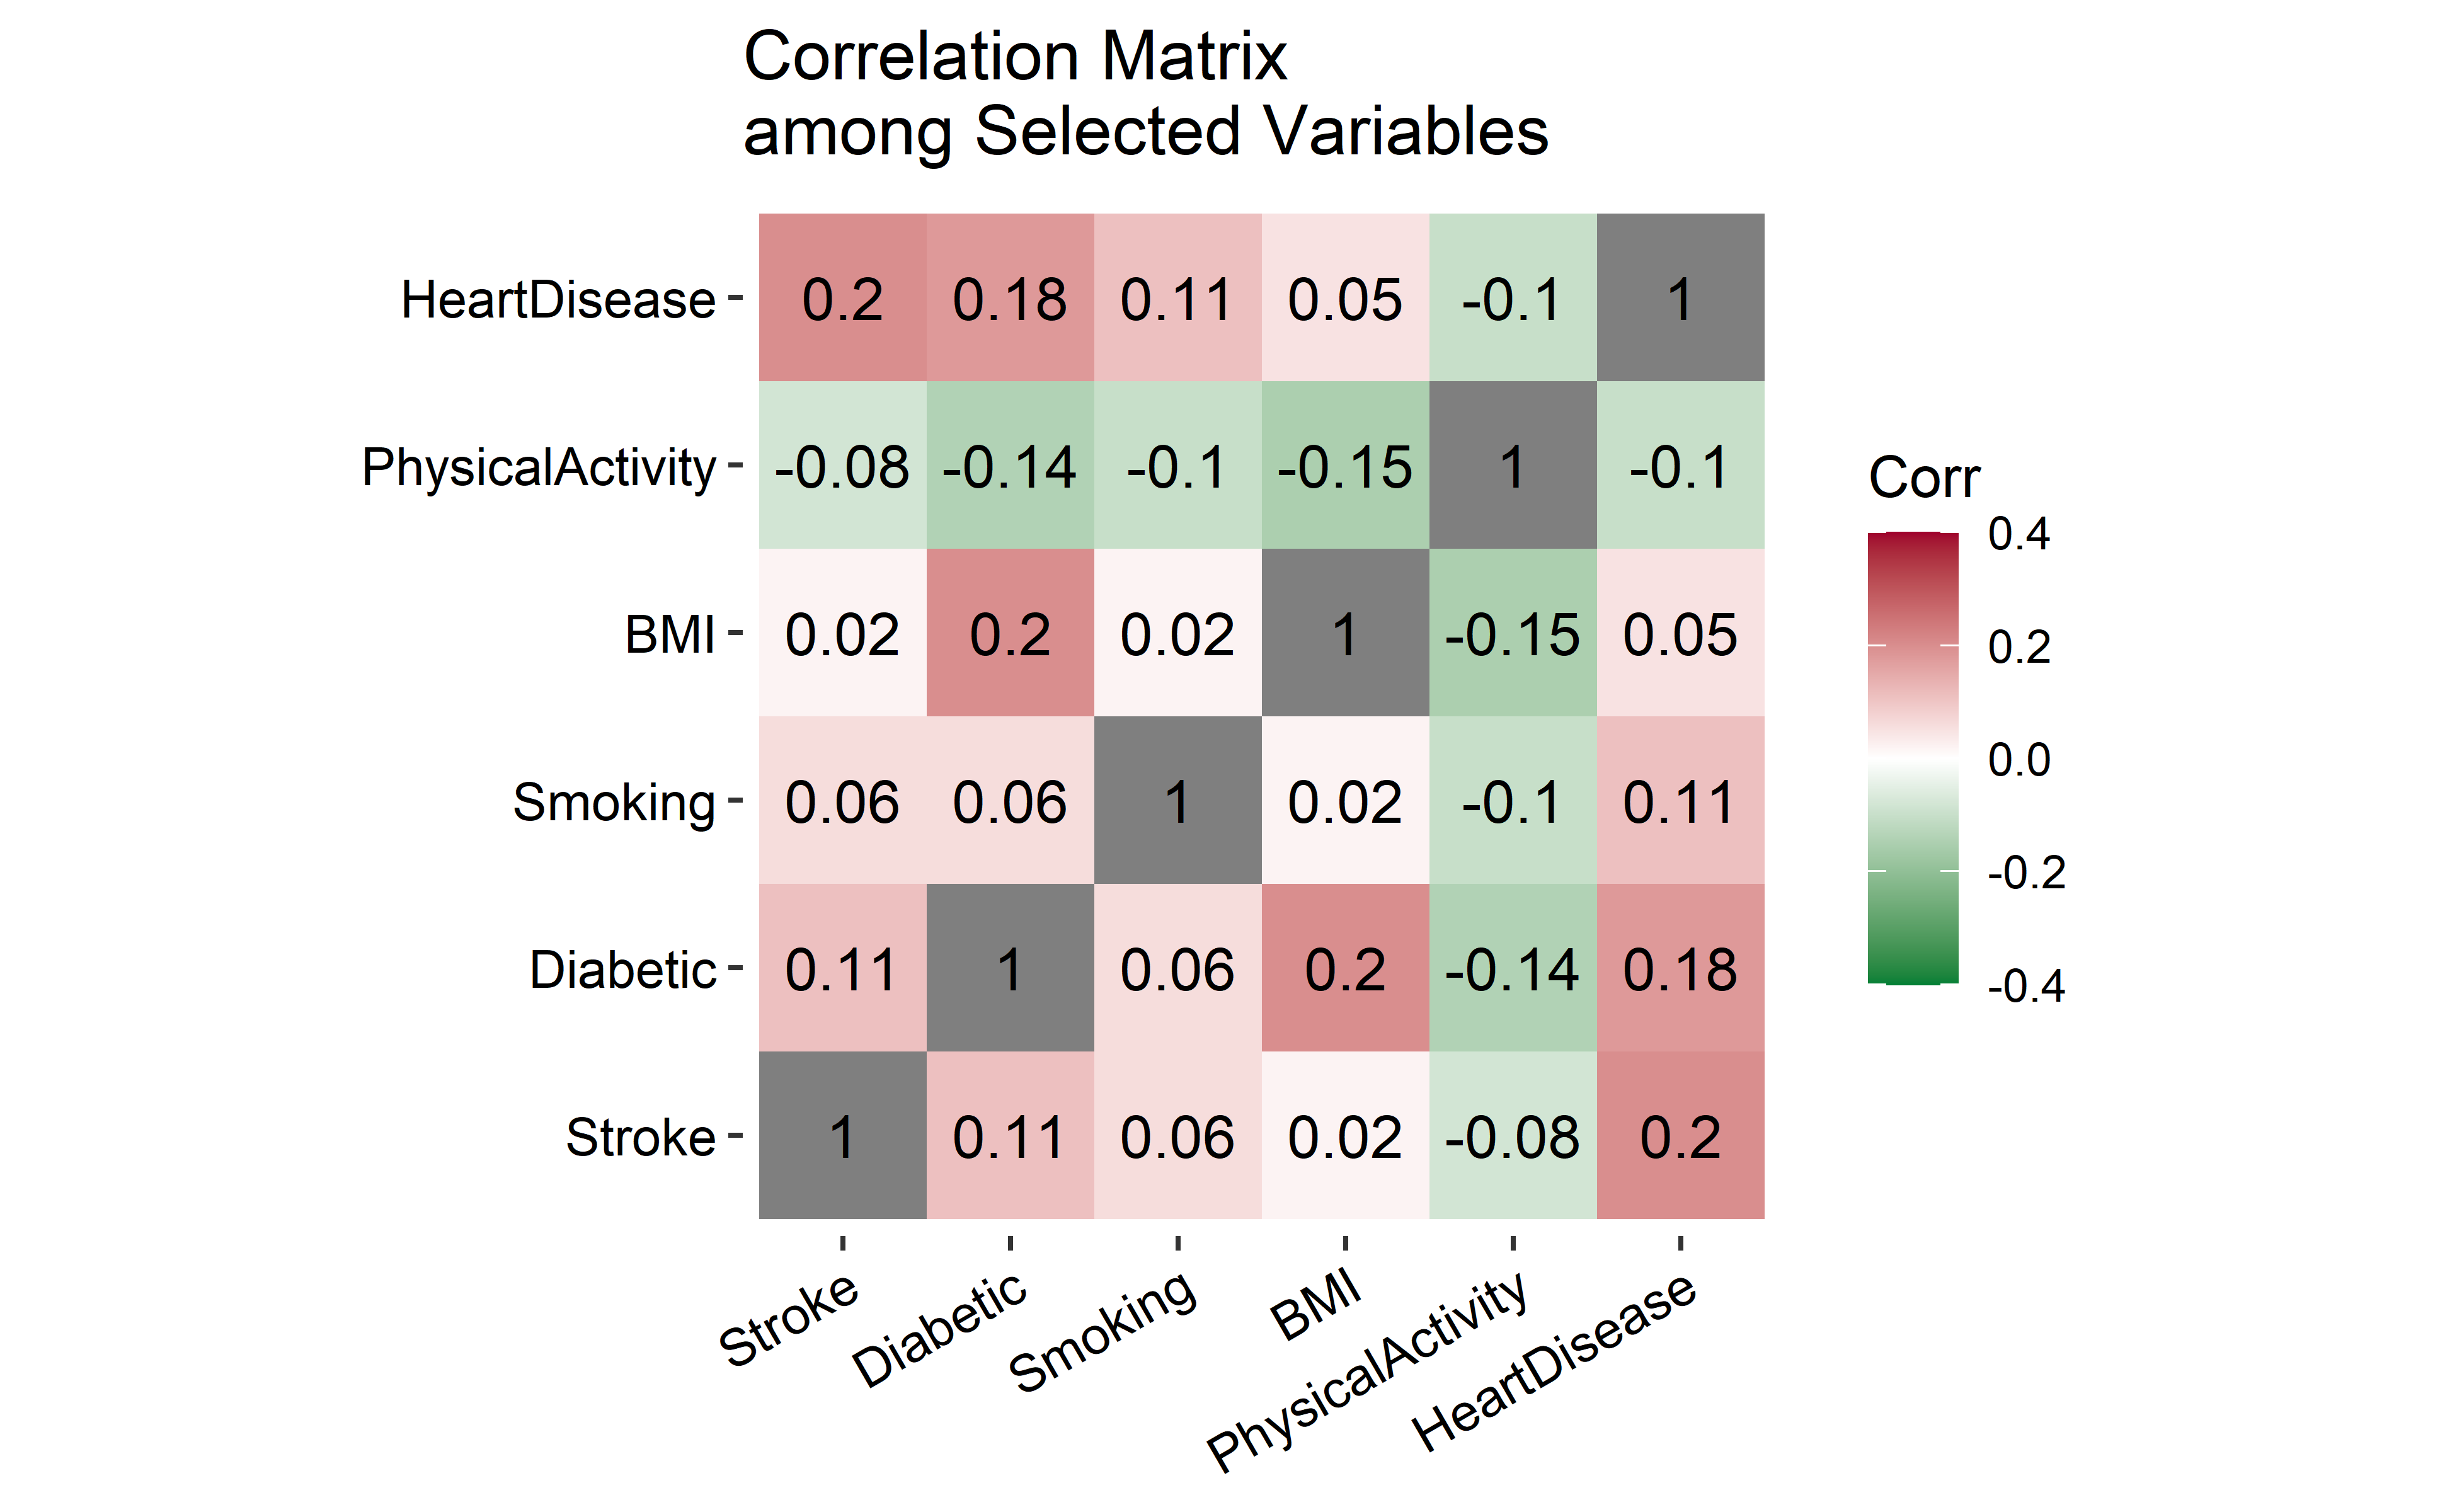 Correlation Matrix
among Selected Variables
HeartDisease 0.2 0.18 0.11 0.05 -0.1 1
PhysicalActivity -0.08 -0.14 -0.1 -0.15 1 -0.1
BMI 0.02 0.2 0.02 1 -0.15 0.05
Smoking 0.06 0.06 1 0.02 -0.1 0.11
Diabetic 0.11 1 0.06 0.2 -0.14 0.18
Stroke 1 0.11 0.06 0.02 -0.08 0.2
Stroke Diabetic Smoking BMI PhysicalActivity HeartDisease
Corr
0.4
0.2
0.0
-0.2
-0.4